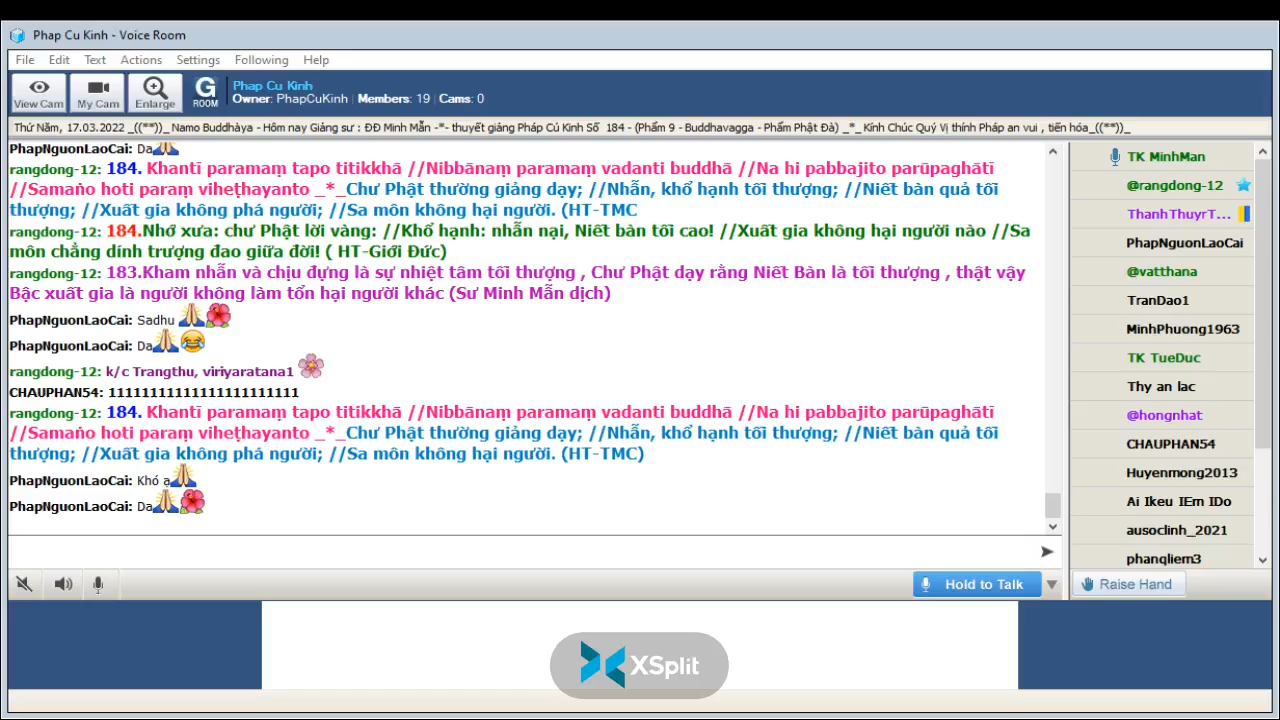 Phap Cu Kinh - Voice Room
File Edit Text Actions Settings Following Help
View Cam My Cam Enlarge G ROOM
Phap Cu Kinh
Owner: PhapCuKinh | Members: 19 | Cams: 0
Thứ Năm, 17.03.2022 _((**))_ Namo Buddhàya - Hôm nay Giảng sư : ĐĐ Minh Mẫn -*- thuyết giảng Pháp Cú Kinh Số 184 - (Phẩm 9 - Buddhavagga - Phẩm Phật Đà) _*_ Kính Chúc Quý Vị thính Pháp an vui , tiến hóa_((**))_
PhapNguonLaoCai: Da
rangdong-12: 184. Khantī paramaṃ tapo titikkhā //Nibbānaṃ paramaṃ vadanti buddhā //Na hi pabbajito parūpaghātī
//Samaṅo hoti paraṃ viheṭhayanto _*_Chư Phật thường giảng dạy; //Nhẫn, khổ hạnh tối thượng; //Niết bàn quả tối
thượng; //Xuất gia không phá người; //Sa môn không hại người. (HT-TMC
rangdong-12: 184.Nhớ xưa: chư Phật lời vàng: //Khổ hạnh: nhẫn nại, Niết bàn tối cao! //Xuất gia không hại người nào //Sa
môn chẳng dính trượng đao giữa đời! ( HT-Giới Đức)
rangdong-12: 183.Kham nhẫn và chịu đựng là sự nhiệt tâm tối thượng , Chư Phật dạy rằng Niết Bàn là tối thượng , thật vậy
Bậc xuất gia là người không làm tổn hại người khác (Sư Minh Mẫn dịch)
PhapNguonLaoCai: Sadhu
PhapNguonLaoCai: Da
rangdong-12: k/c Trangthu, viriyaratana1
CHAUPHAN54: 11111111111111111111111
rangdong-12: 184. Khantī paramaṃ tapo titikkhā //Nibbānaṃ paramaṃ vadanti buddhā //Na hi pabbajito parūpaghātī
//Samaṅo hoti paraṃ viheṭhayanto _*_Chư Phật thường giảng dạy; //Nhẫn, khổ hạnh tối thượng; //Niết bàn quả tối
thượng; //Xuất gia không phá người; //Sa môn không hại người. (HT-TMC)
PhapNguonLaoCai: Khó ạ
PhapNguonLaoCai: Da
Hold to Talk
TK MinhMan
@rangdong-12
ThanhThuyrT...
PhapNguonLaoCai
@vatthana
TranDao1
MinhPhuong1963
TK TueDuc
Thy an lac
@hongnhat
CHAUPHAN54
Huyenmong2013
Ai Ikeu IEm IDo
ausoclinh_2021
phanqliem3
Raise Hand
XSplit